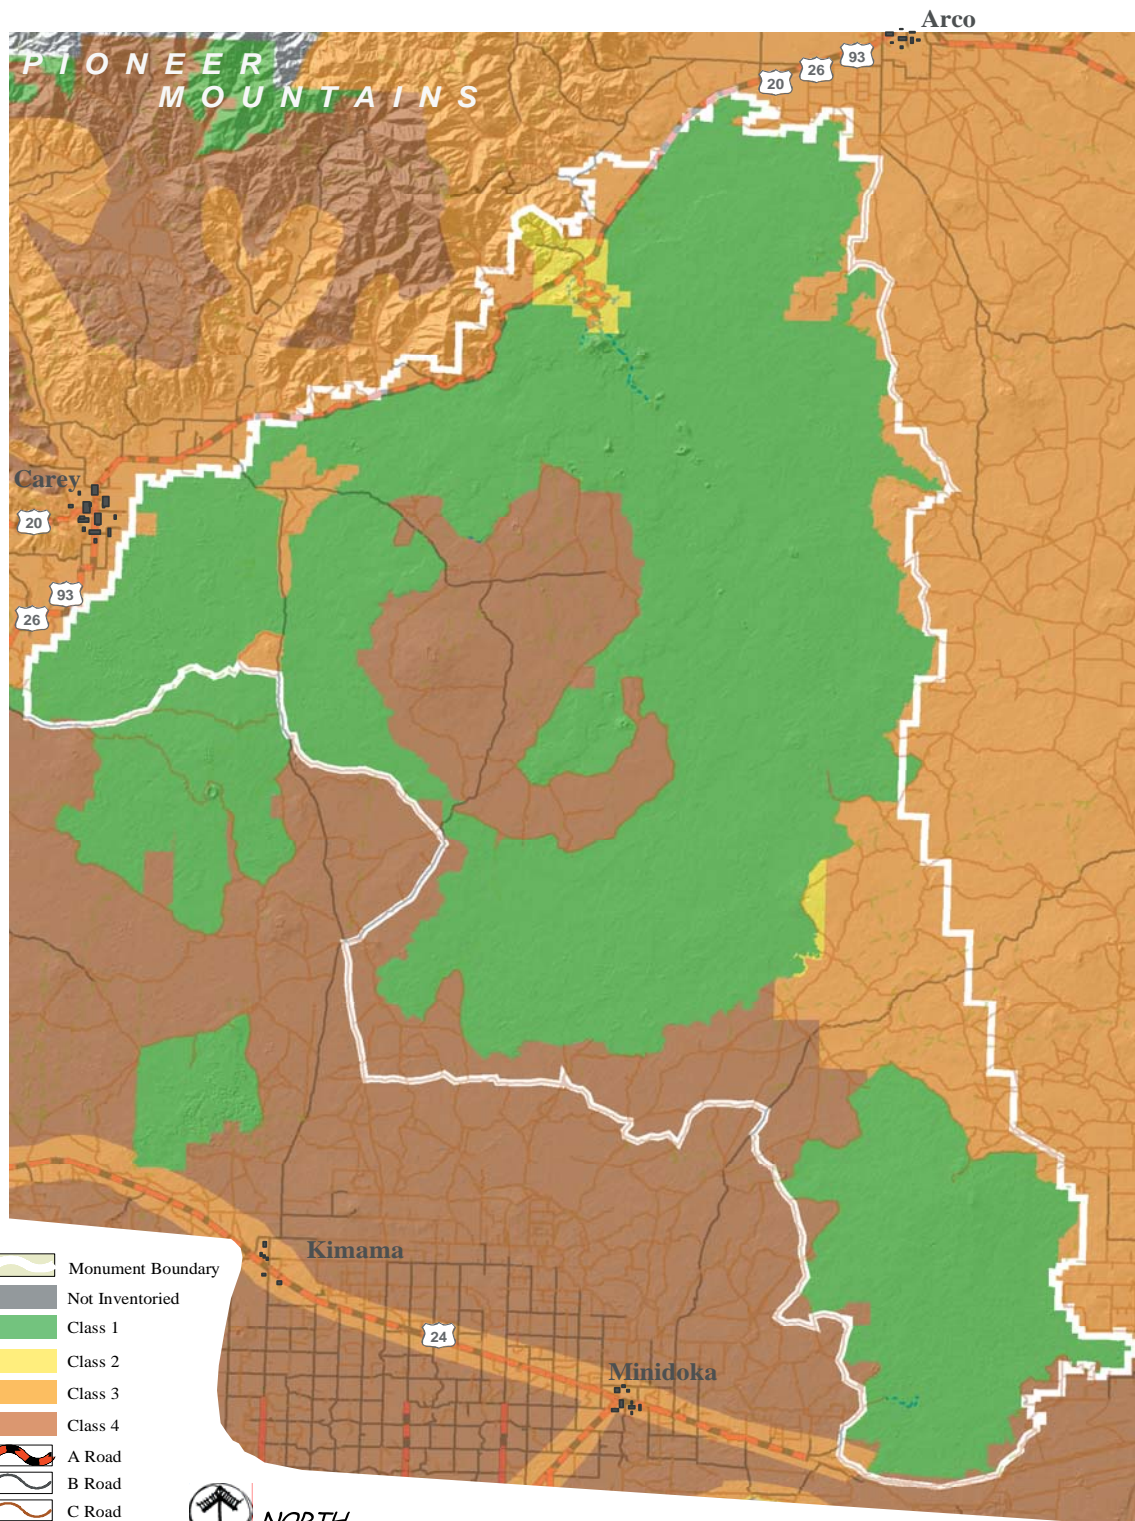 Arco
PIONEER
MOUNTAINS
93
26
20
Carey
20
93
26
Kimama
24
Minidoka
Monument Boundary
Not Inventoried
Class 1
Class 2
Class 3
Class 4
A Road
B Road
C Road
NORTH